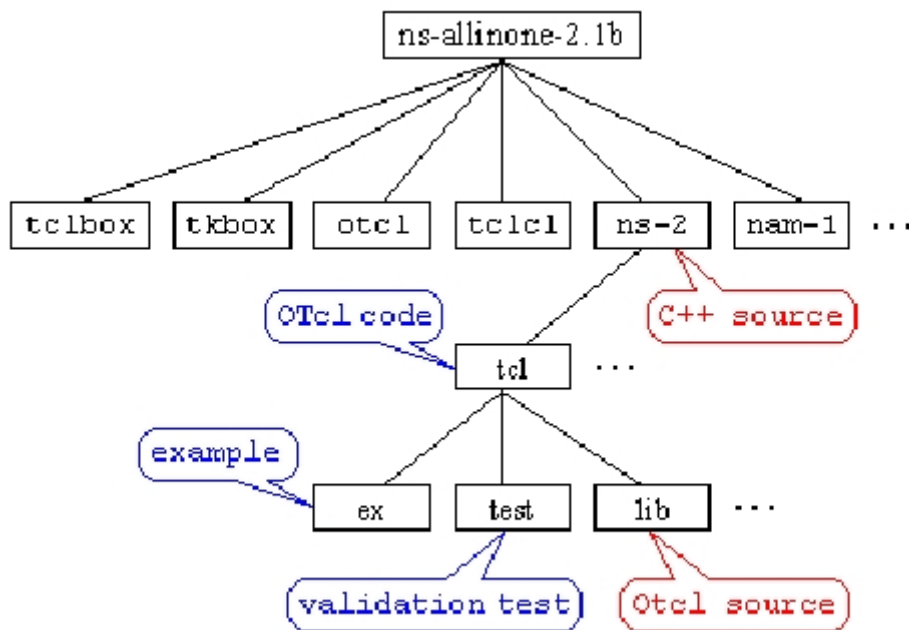 ns-allinone-2.1b
tclbox tkbox otcl tclcl ns-2 nam-1 ...
OTcl code C++ source
tcl ...
example
ex test lib ...
validation test Otcl source